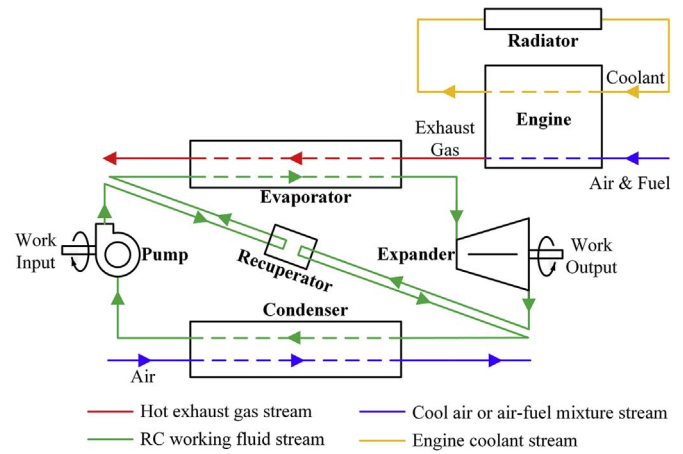 Radiator
Coolant
Engine
Exhaust
Gas
Air & Fuel
Evaporator
Work
Input
Pump
Recuperator
Expander
Work
Output
Condenser
Air
Hot exhaust gas stream
Cool air or air-fuel mixture stream
RC working fluid stream
Engine coolant stream